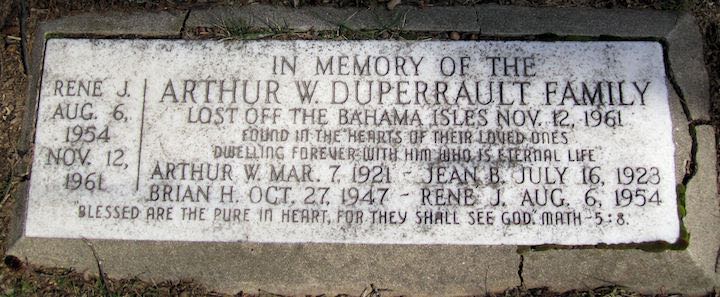 RENE J.
AUG. 6,
1954
NOV. 12,
1961
IN MEMORY OF THE
ARTHUR W. DUPERRAULT FAMILY
LOST OFF THE BAHAMA ISLES NOV. 12, 1961
FOUND IN THE HEARTS OF THEIR LOVED ONES
DWELLING FOREVER WITH HIM WHO IS ETERNAL LIFE
ARTHUR W. MAR. 7, 1921 - JEAN B. JULY 16, 1923
BRIAN H. OCT. 27, 1947 - RENE J. AUG. 6, 1954
"BLESSED ARE THE PURE IN HEART, FOR THEY SHALL SEE GOD." MATH - 5:8.